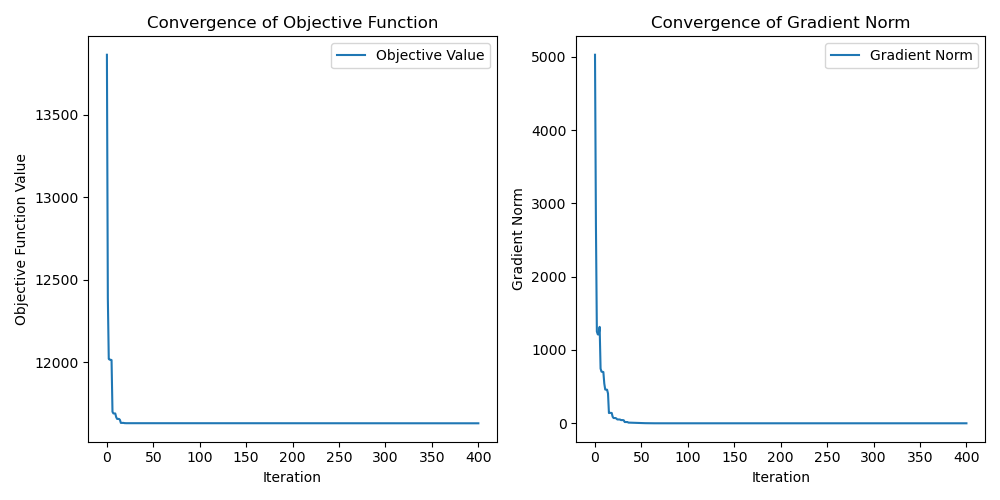 Convergence of Objective Function
Objective Value
13500
13000
12500
12000
Objective Function Value
0 50 100 150 200 250 300 350 400
Iteration
Convergence of Gradient Norm
Gradient Norm
5000
4000
3000
2000
1000
0
Gradient Norm
0 50 100 150 200 250 300 350 400
Iteration